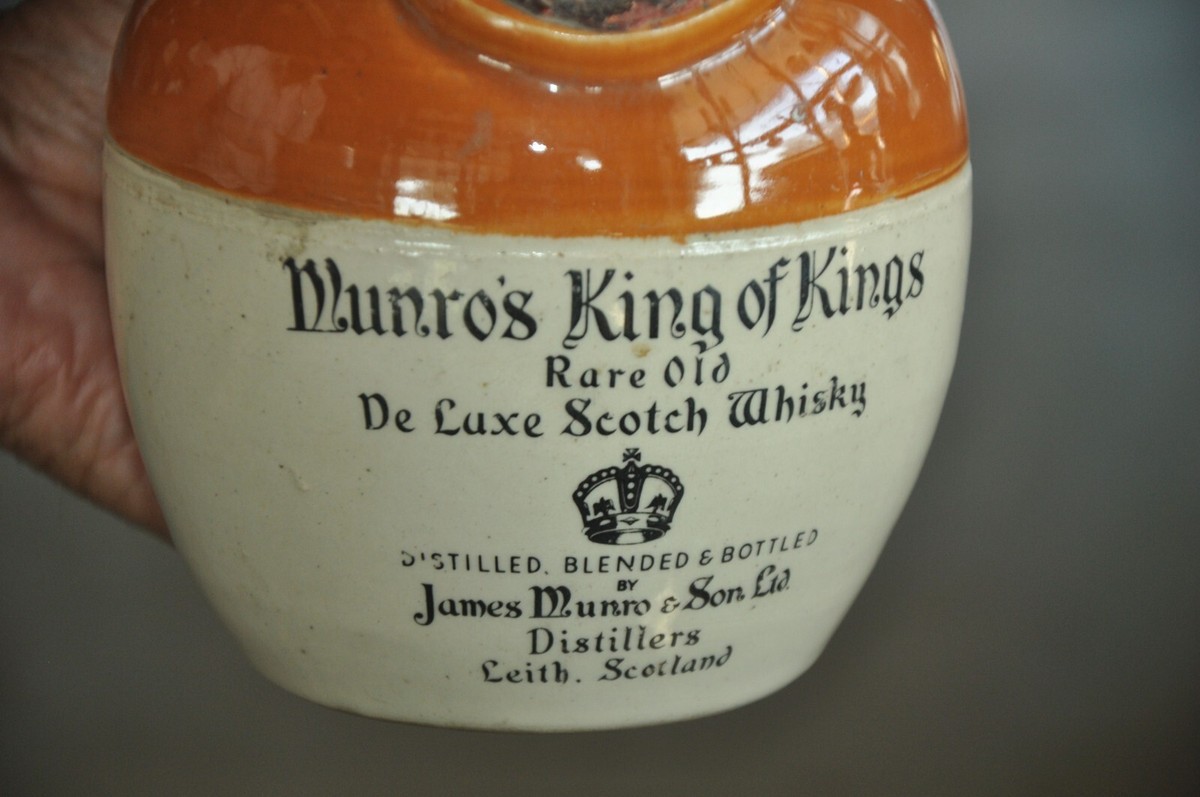 Munro's King of Kings
Rare Old
De Luxe Scotch Whisky
DISTILLED, BLENDED & BOTTLED
BY
James Munro & Son Ltd.
Distillers
Leith, Scotland